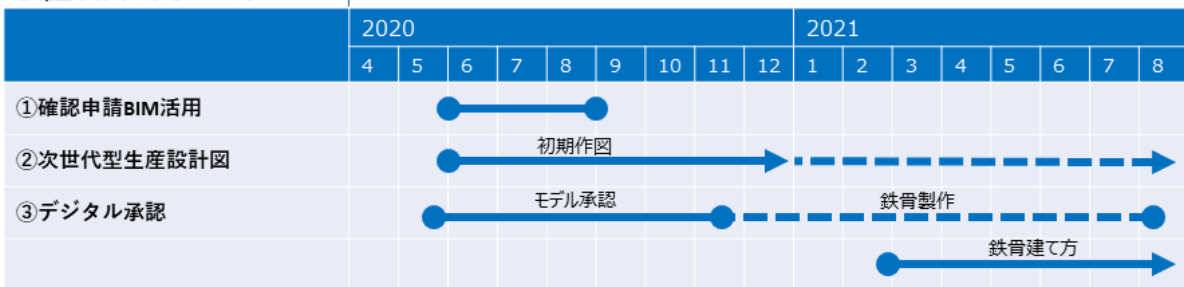 2020 2021
4 5 6 7 8 9 10 11 12 1 2 3 4 5 6 7 8
①確認申請BIM活用
②次世代型生産設計図 初期作図
③デジタル承認 モデル承認 鉄骨製作
鉄骨建て方